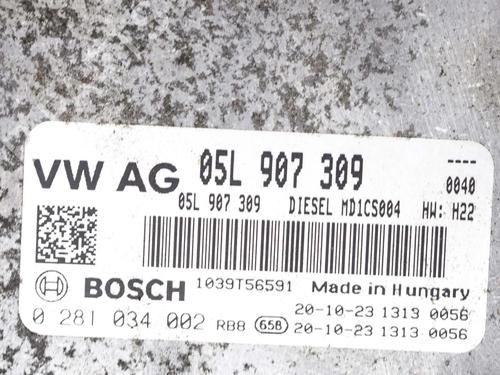 VW AG 05L 907 309 ----
0040
05L 907 309 DIESEL MD1CS004 HW: H22
BOSCH 1039T56591 Made in Hungary
0 281 034 002 RB8 65B 20-10-23 1313 0056
20-10-23 1313 0056